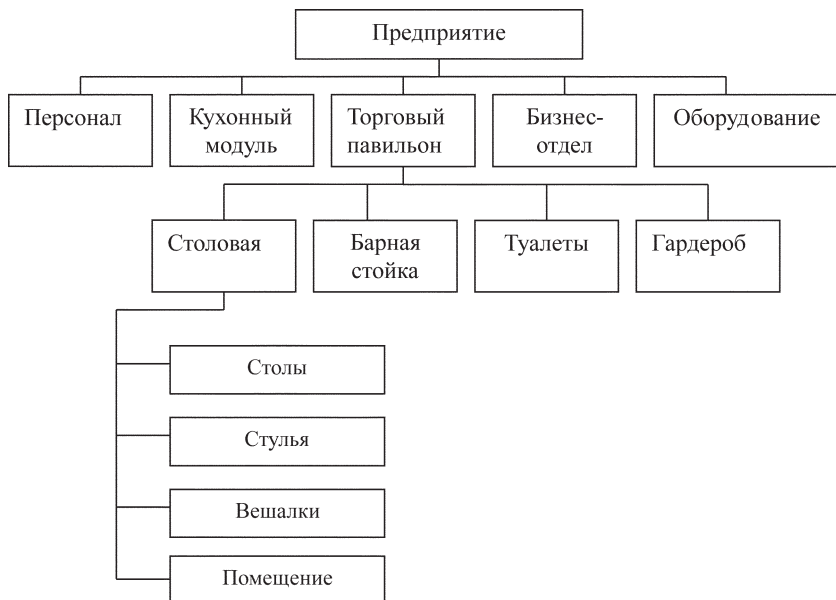 Предприятие
Персонал
Кухонный
модуль
Торговый
павильон
Бизнес-
отдел
Оборудование
Столовая
Барная
стойка
Туалеты
Гардероб
Столы
Стулья
Вешалки
Помещение